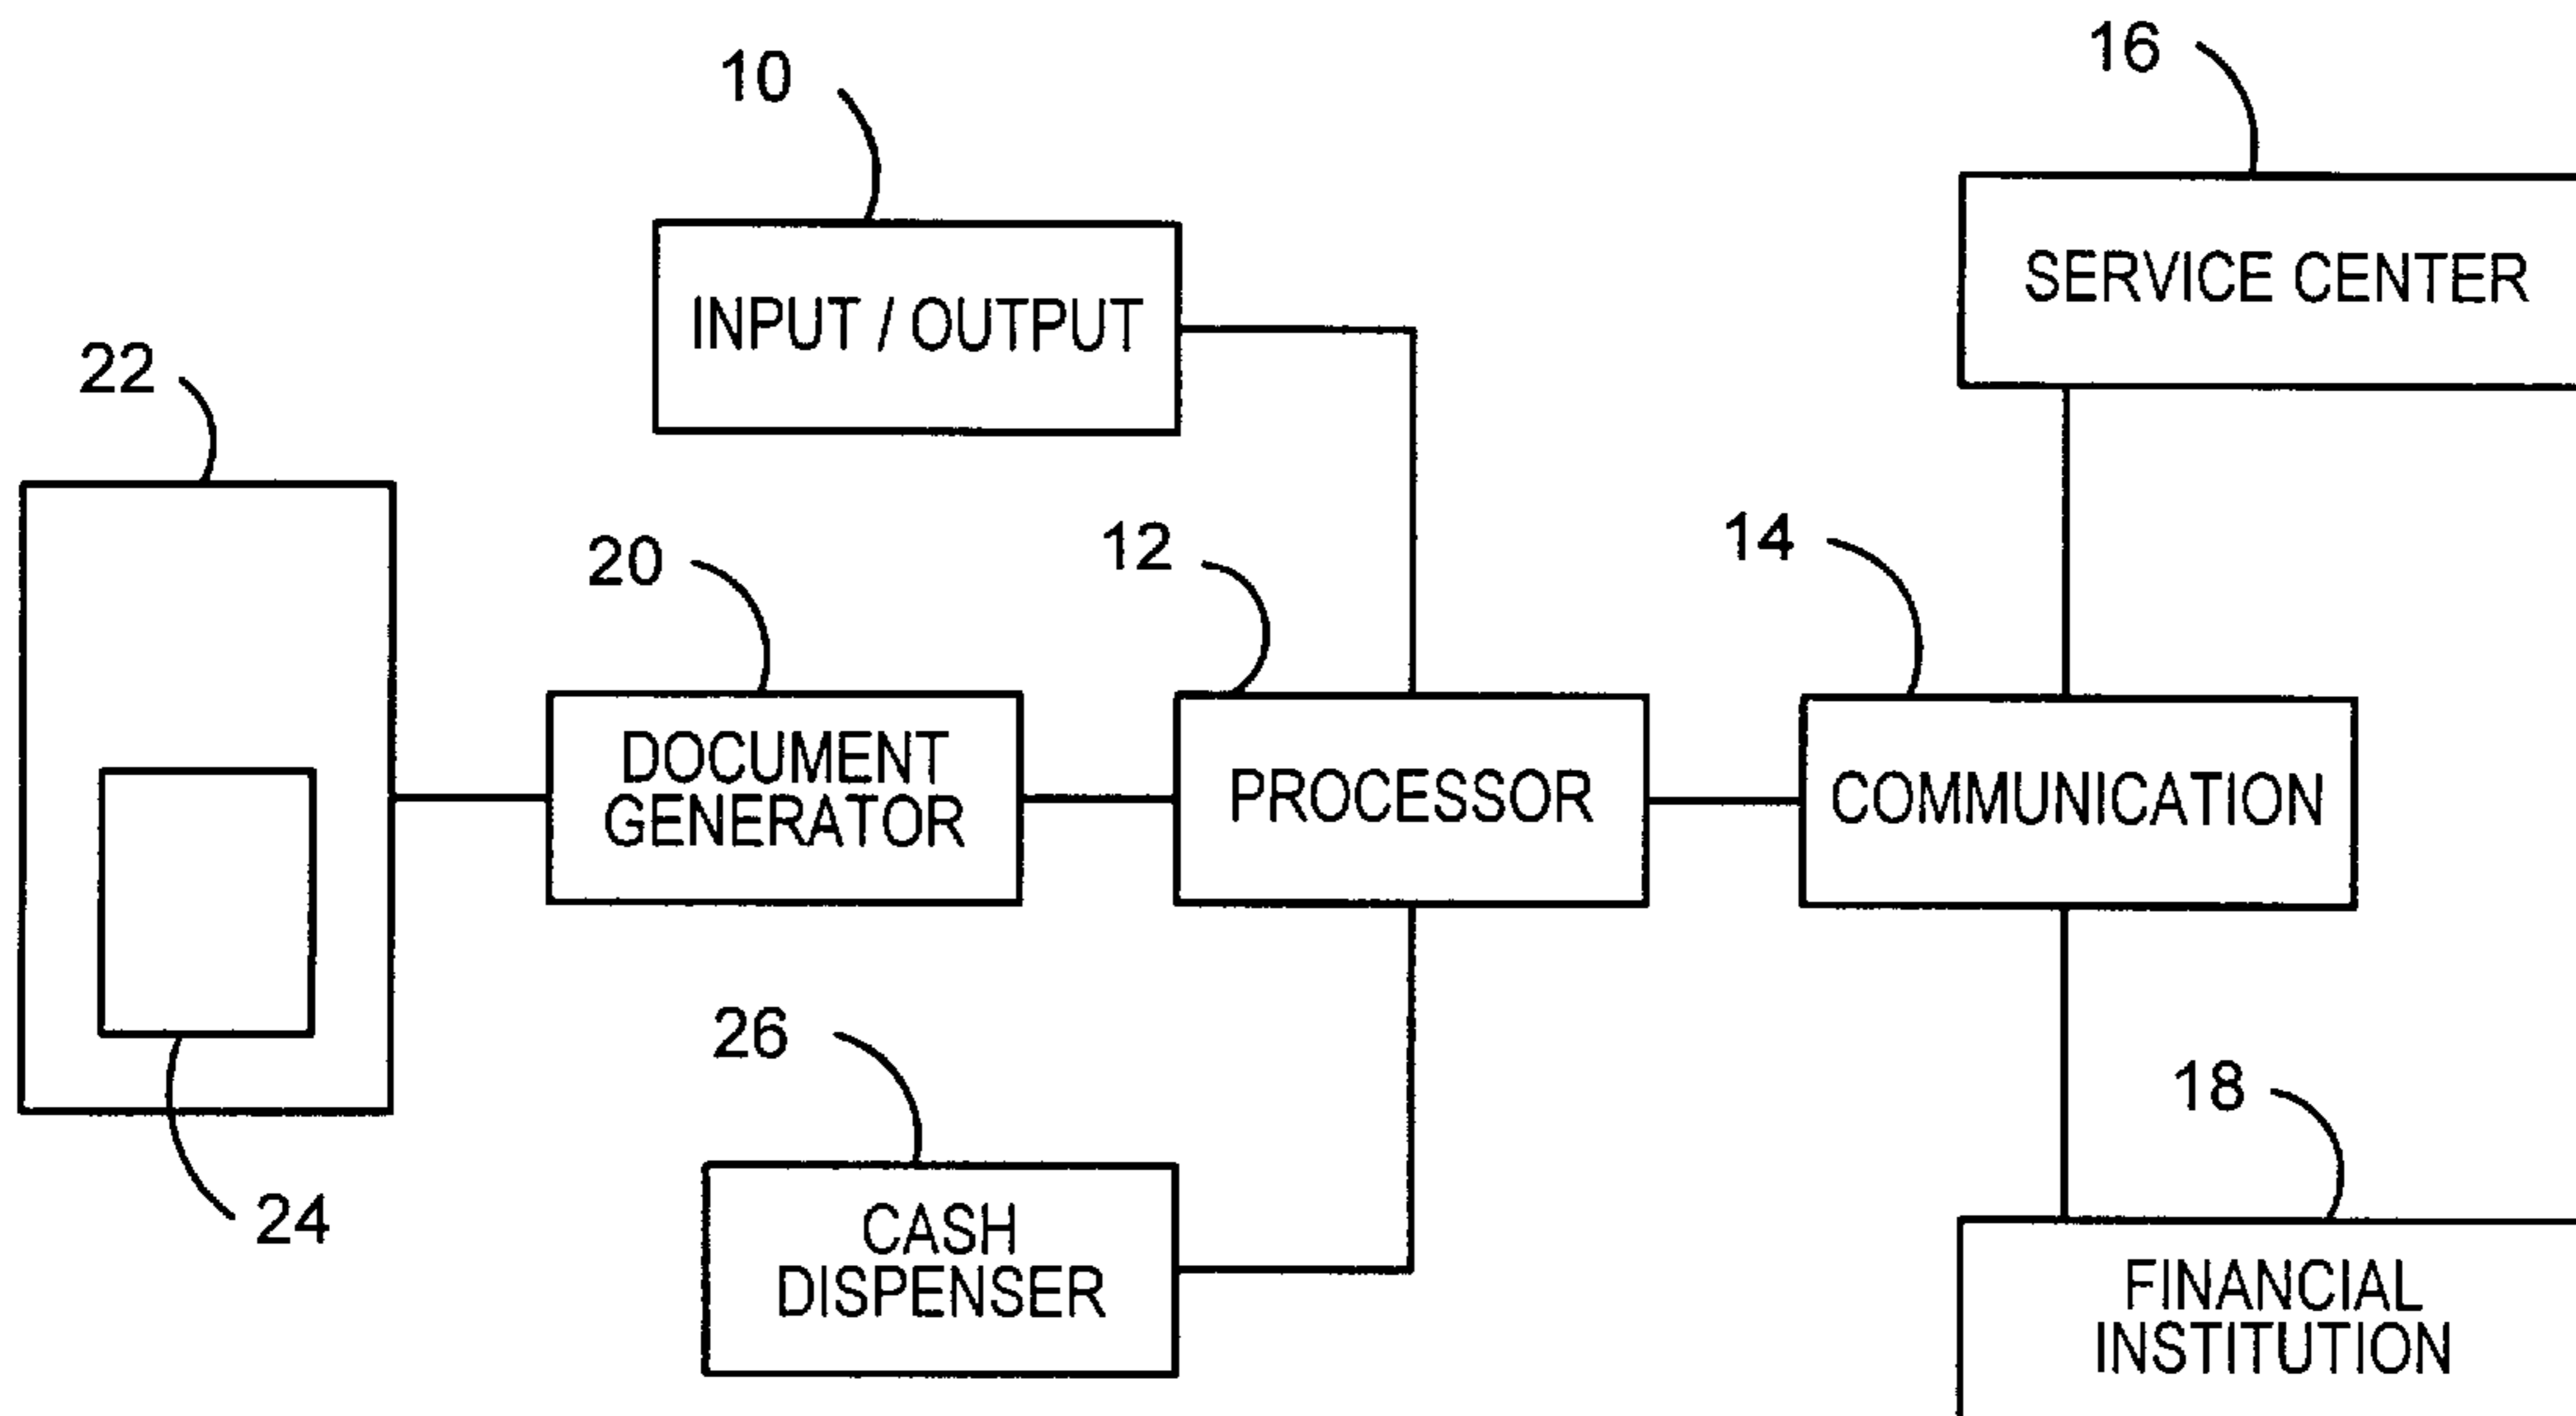 16
10
SERVICE CENTER
INPUT / OUTPUT
22
20
12
14
DOCUMENT
GENERATOR
PROCESSOR
COMMUNICATION
26
18
24
CASH
DISPENSER
FINANCIAL
INSTITUTION